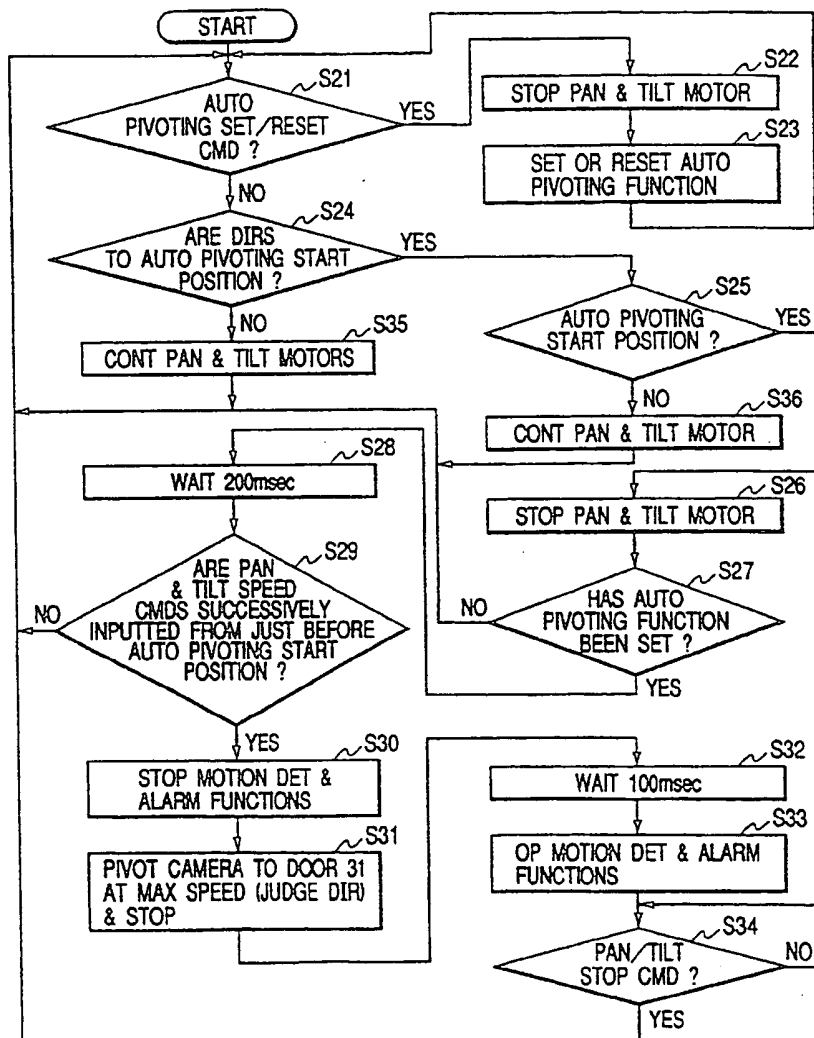 START
S21
AUTO
PIVOTING SET/RESET
CMD ?
YES
NO
S22
STOP PAN & TILT MOTOR
S23
SET OR RESET AUTO
PIVOTING FUNCTION
S24
ARE DIRS
TO AUTO PIVOTING START
POSITION ?
YES
NO
S25
AUTO PIVOTING
START POSITION ?
YES
NO
S35
CONT PAN & TILT MOTORS
S36
CONT PAN & TILT MOTOR
S26
STOP PAN & TILT MOTOR
S27
HAS AUTO
PIVOTING FUNCTION
BEEN SET ?
NO
YES
S28
WAIT 200msec
S29
ARE PAN
& TILT SPEED
CMDS SUCCESSIVELY
INPUTTED FROM JUST BEFORE
AUTO PIVOTING START
POSITION ?
NO
YES
S30
STOP MOTION DET &
ALARM FUNCTIONS
S31
PIVOT CAMERA TO DOOR 31
AT MAX SPEED (JUDGE DIR)
& STOP
S32
WAIT 100msec
S33
OP MOTION DET & ALARM
FUNCTIONS
S34
PAN/TILT
STOP CMD ?
NO
YES